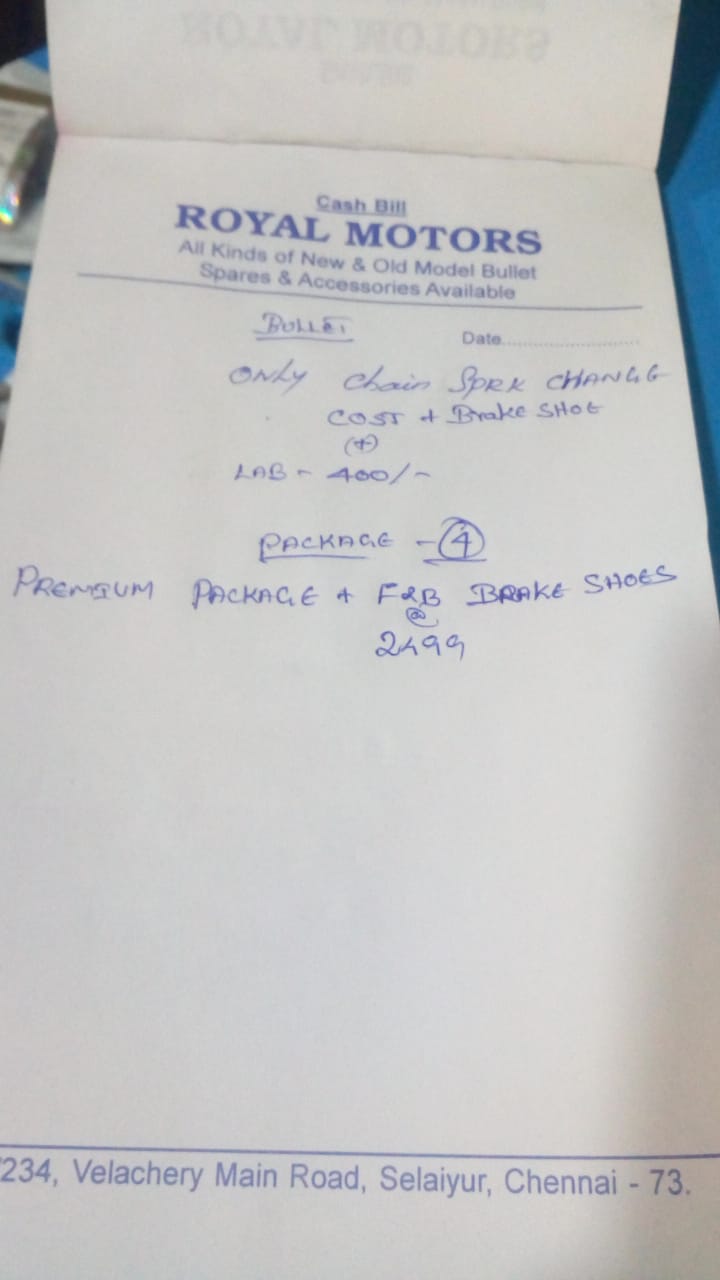 ROYAL MOTORS
Cash Bill
ROYAL MOTORS
All Kinds of New & Old Model Bullet
Spares & Accessories Available
BULLET
Date
ONLY Chain SPRK CHANGE
COST + Brake SHOE
(+)
LAB - 400/-
PACKAGE - 4
PREMIUM PACKAGE + F&B BRAKE SHOES
@
2499
234, Velachery Main Road, Selaiyur, Chennai - 73.